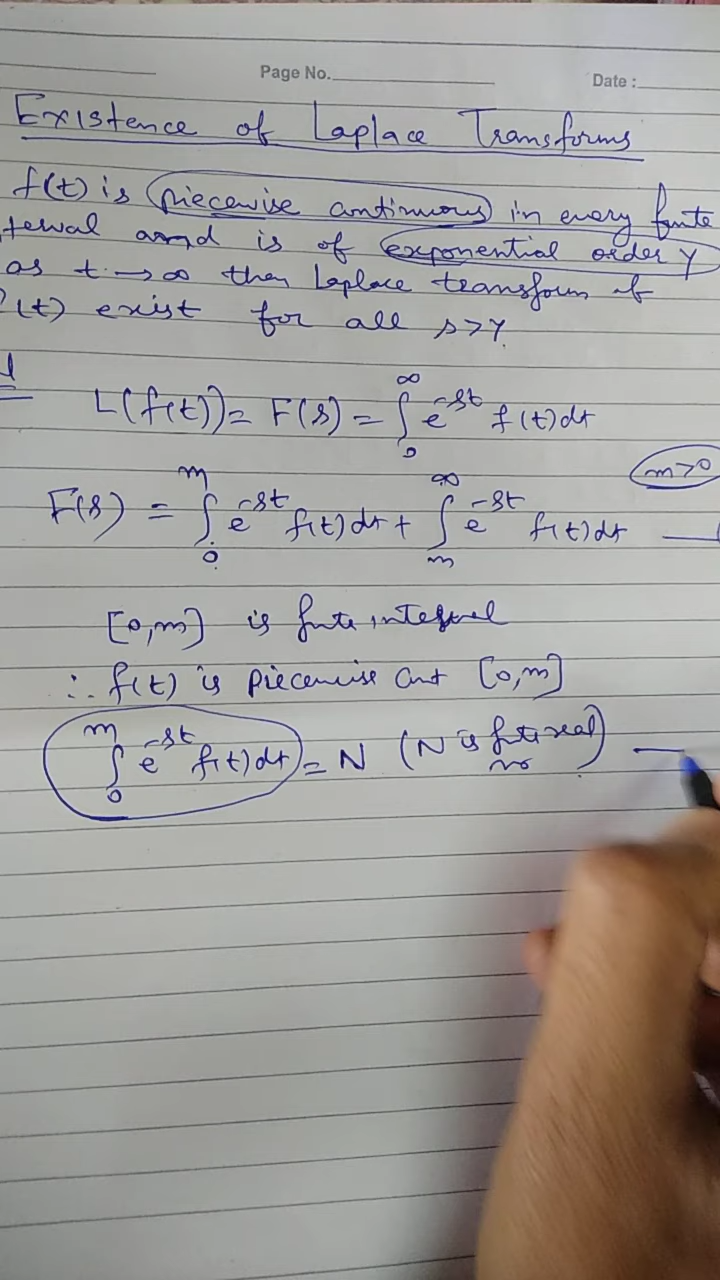 Page No. Date :
Existence of Laplace Transforms
f(t) is piecewise continuous in every finite
terval and is of exponential order γ
as t → ∞ then Laplace transform of
(t) exist for all s>γ.
L(f(t)) = F(s) = ∫₀^∞ e^-st f(t) dt
m>0
F(s) = ∫₀^m e^-st f(t) dt + ∫ₘ^∞ e^-st f(t) dt —
[0,m] is finite integral
∴ f(t) is piecewise cont [0,m]
∫₀^m e^-st f(t) dt = N (N is finite real) —
no